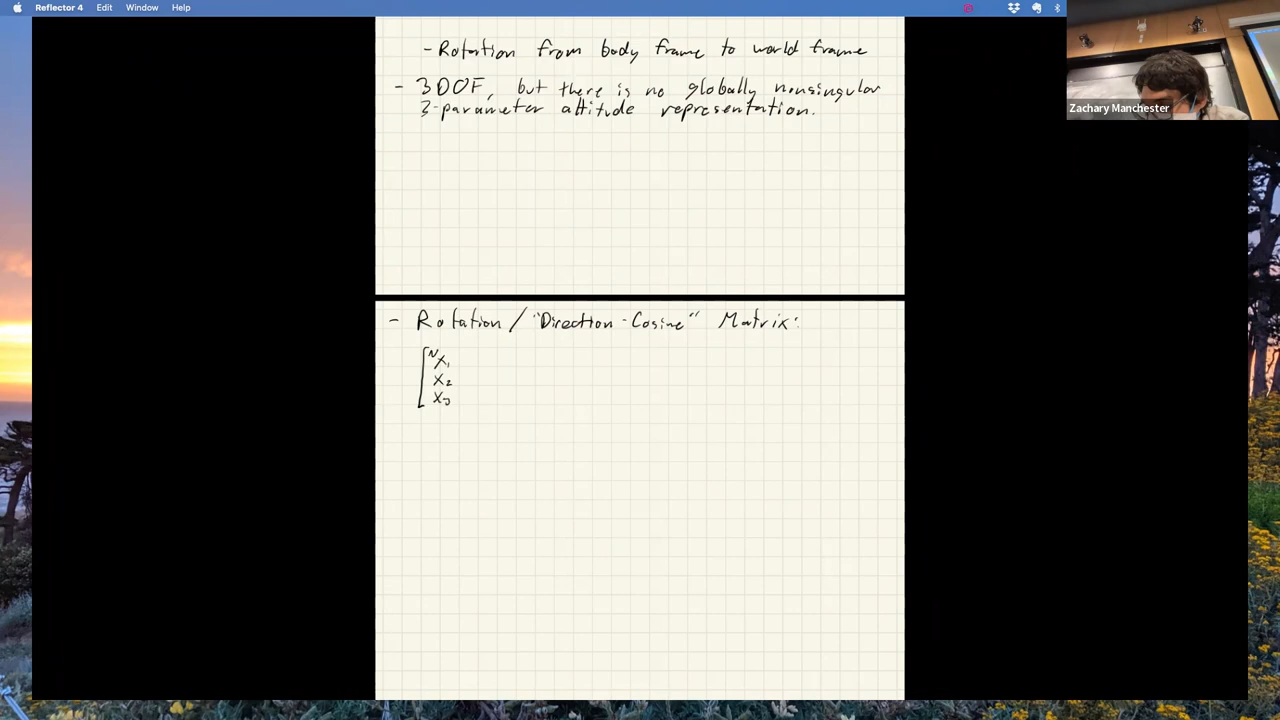 Reflector 4 Edit Window Help
Zachary Manchester
- Rotation from body frame to world frame
- 3DOF, but there is no globally nonsingular
3-parameter attitude representation.
- Rotation / "Direction-Cosine" Matrix:
[ᴺX₁
X₂
X₃